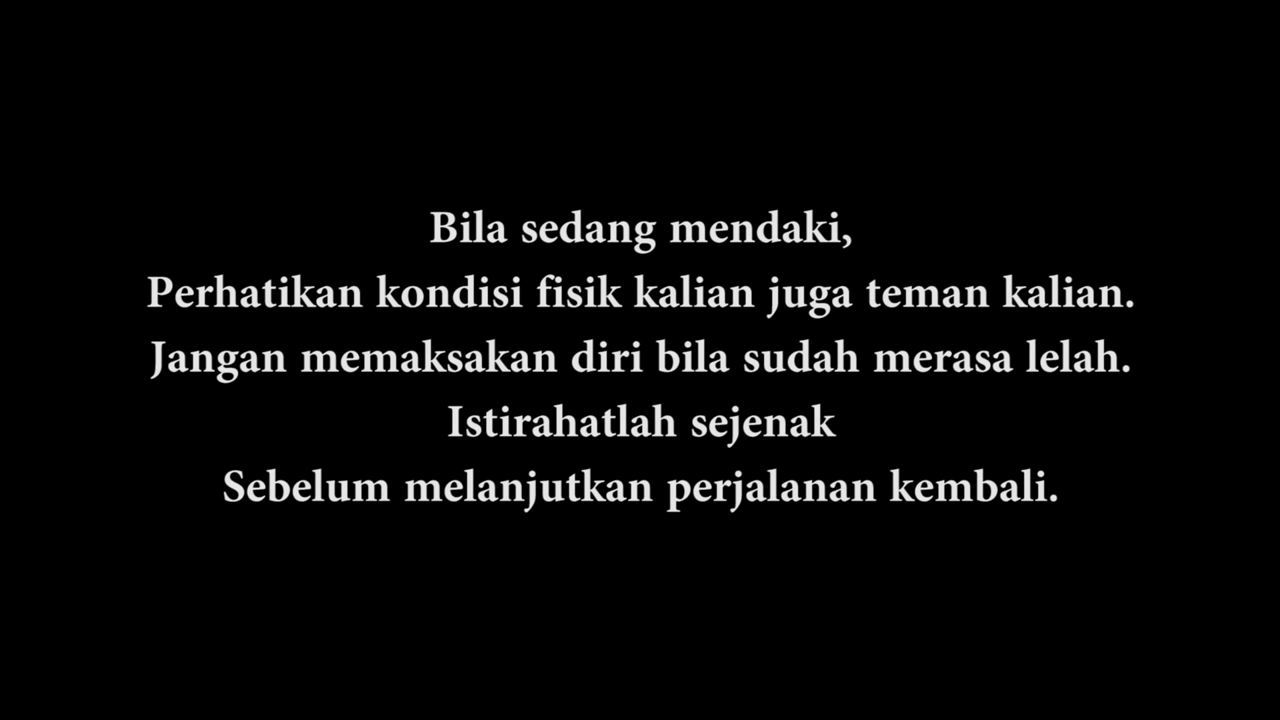 Bila sedang mendaki,
Perhatikan kondisi fisik kalian juga teman kalian.
Jangan memaksakan diri bila sudah merasa lelah.
Istirahatlah sejenak
Sebelum melanjutkan perjalanan kembali.